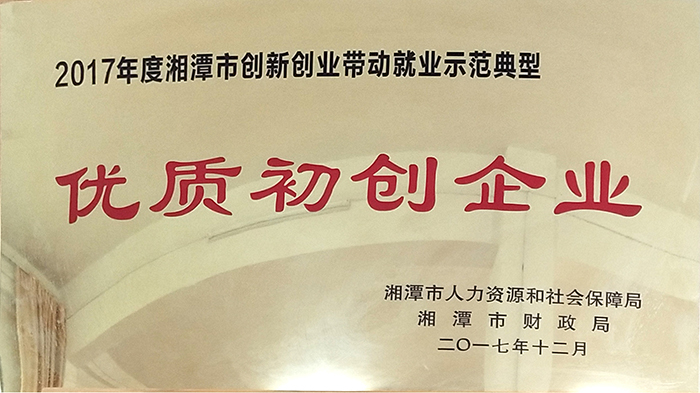 2017年度湘潭市创新创业带动就业示范典型
优质初创企业
湘潭市人力资源和社会保障局
湘潭市财政局
二〇一七年十二月